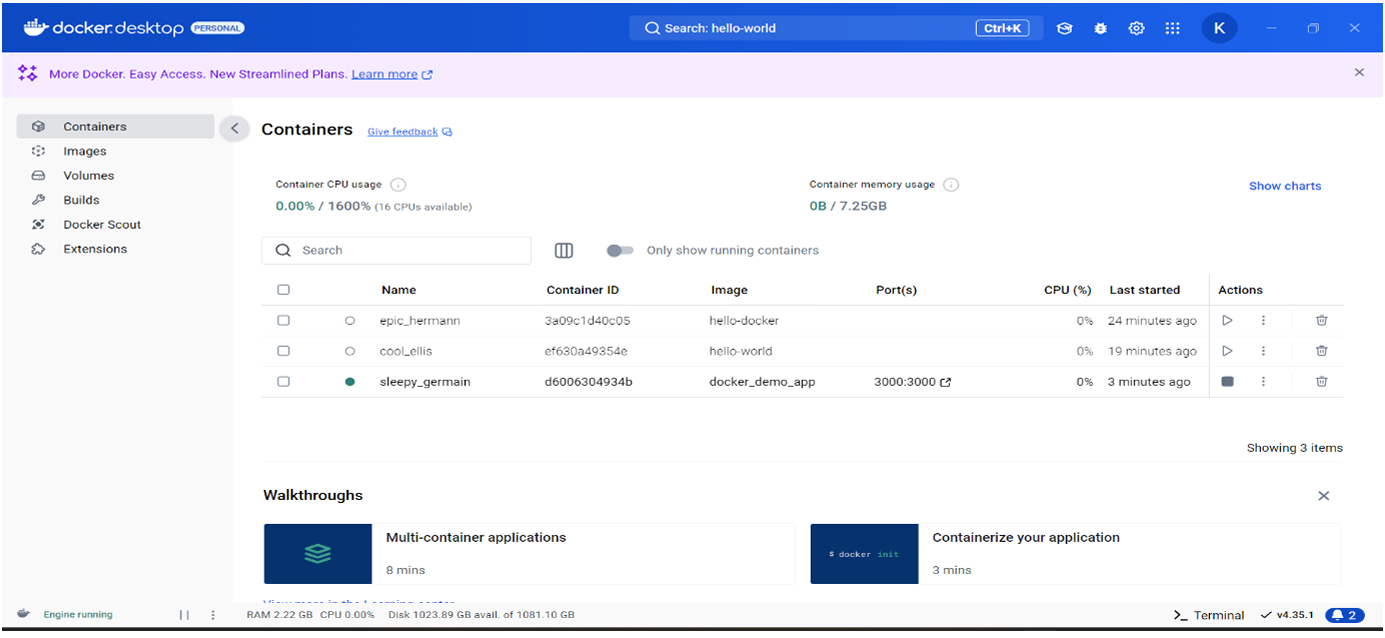 docker.desktop PERSONAL Search: hello-world Ctrl+K K
More Docker. Easy Access. New Streamlined Plans. Learn more
Containers
Images
Volumes
Builds
Docker Scout
Extensions
Containers Give feedback
Container CPU usage
0.00% / 1600% (16 CPUs available)
Container memory usage
0B / 7.25GB
Show charts
Search Only show running containers
Name Container ID Image Port(s) CPU (%) Last started Actions
epic_hermann 3a09c1d40c05 hello-docker 0% 24 minutes ago
cool_ellis ef630a49354e hello-world 0% 19 minutes ago
sleepy_germain d6006304934b docker_demo_app 3000:3000 0% 3 minutes ago
Showing 3 items
Walkthroughs
Multi-container applications
8 mins
$ docker init
Containerize your application
3 mins
View more in the Learning center
Engine running RAM 2.22 GB CPU 0.00% Disk 1023.89 GB avail. of 1081.10 GB >_ Terminal v4.35.1 2